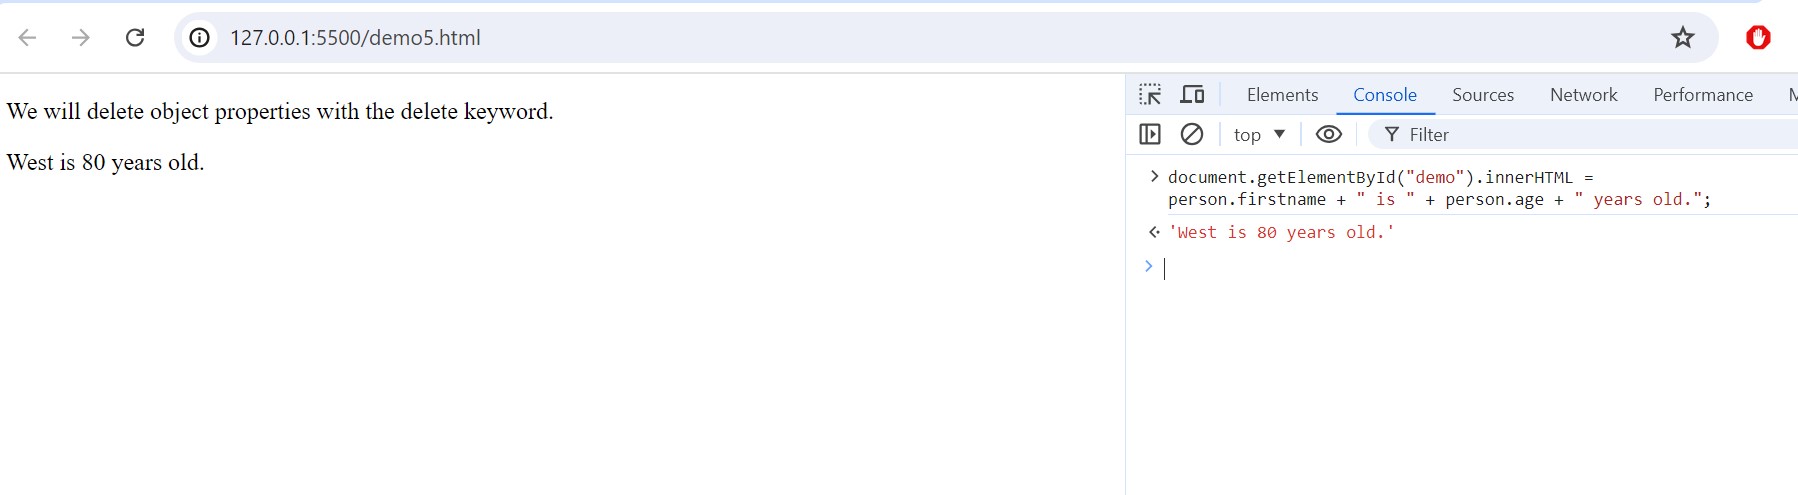 127.0.0.1:5500/demo5.html
We will delete object properties with the delete keyword.
West is 80 years old.
Elements Console Sources Network Performance
top Filter
document.getElementById("demo").innerHTML =
person.firstname + " is " + person.age + " years old.";
'West is 80 years old.'